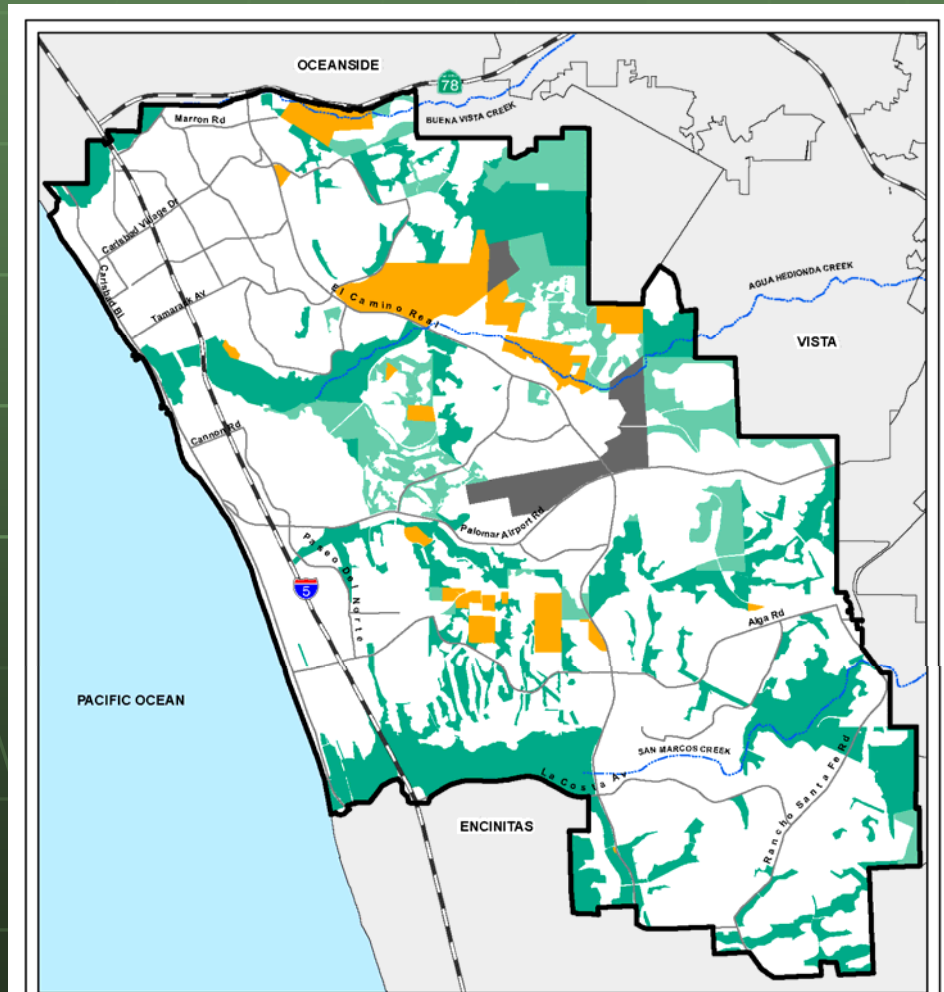 OCEANSIDE
78
BUENA VISTA CREEK
Marron Rd
Carlsbad Village Dr
Carlsbad Bl
Tamarack Av
El Camino Real
AGUA HEDIONDA CREEK
VISTA
Cannon Rd
Palomar Airport Rd
Paseo Del Norte
5
Alga Rd
PACIFIC OCEAN
SAN MARCOS CREEK
La Costa Av
Rancho Santa Fe Rd
ENCINITAS